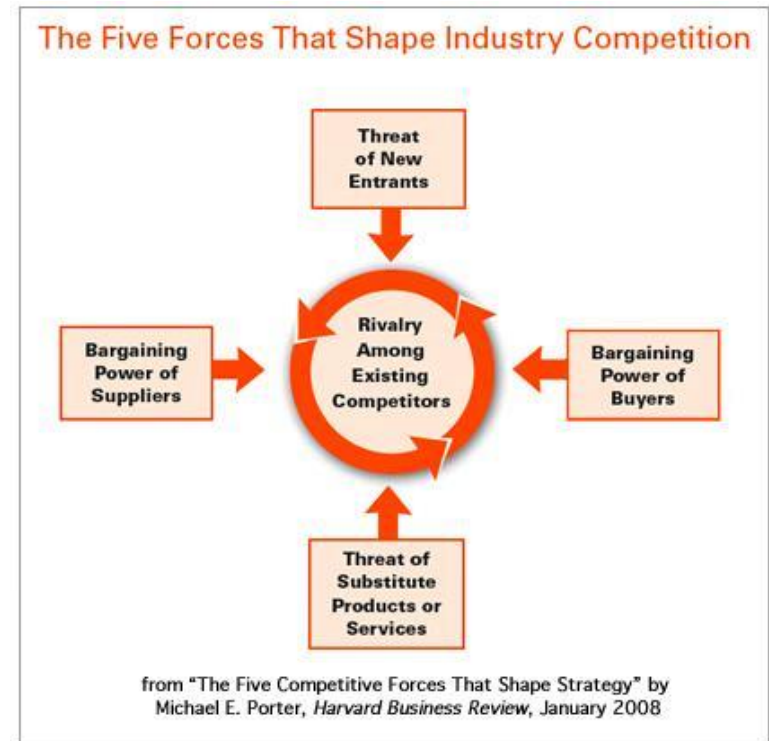 The Five Forces That Shape Industry Competition
Threat
of New
Entrants
Bargaining
Power of
Suppliers
Rivalry
Among
Existing
Competitors
Bargaining
Power of
Buyers
Threat of
Substitute
Products or
Services
from “The Five Competitive Forces That Shape Strategy” by
Michael E. Porter, Harvard Business Review, January 2008